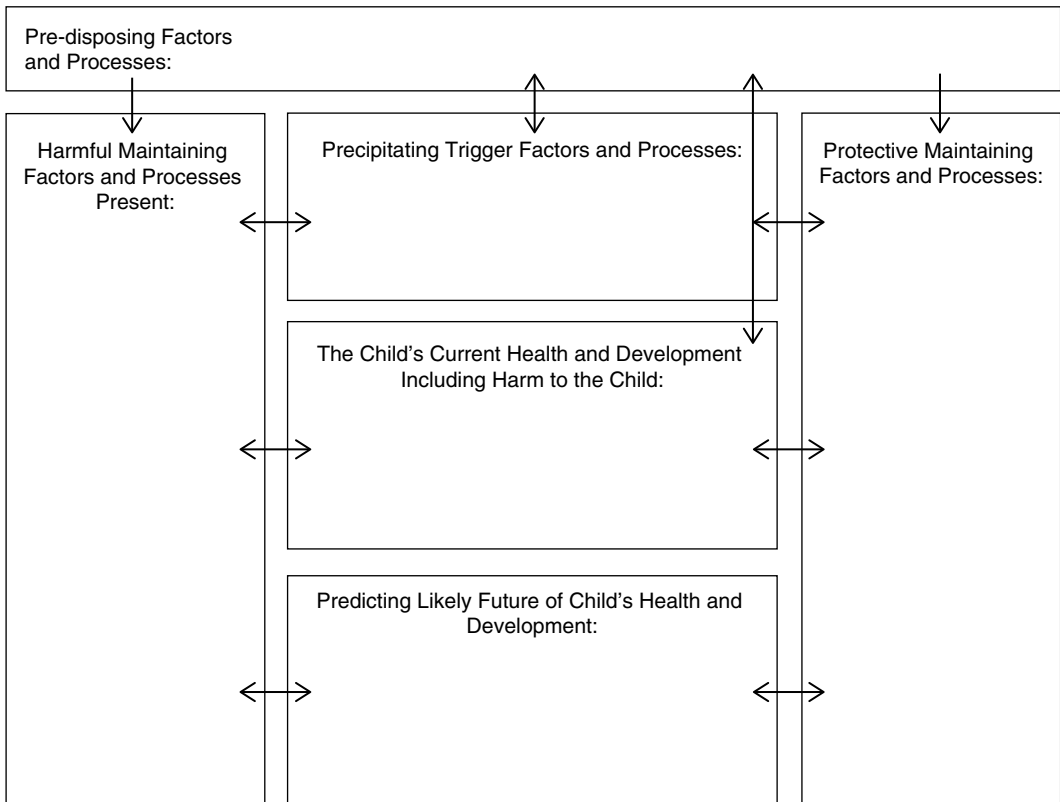 Pre-disposing Factors
and Processes:
Harmful Maintaining
Factors and Processes
Present:
Precipitating Trigger Factors and Processes:
Protective Maintaining
Factors and Processes:
The Child's Current Health and Development
Including Harm to the Child:
Predicting Likely Future of Child's Health and
Development: